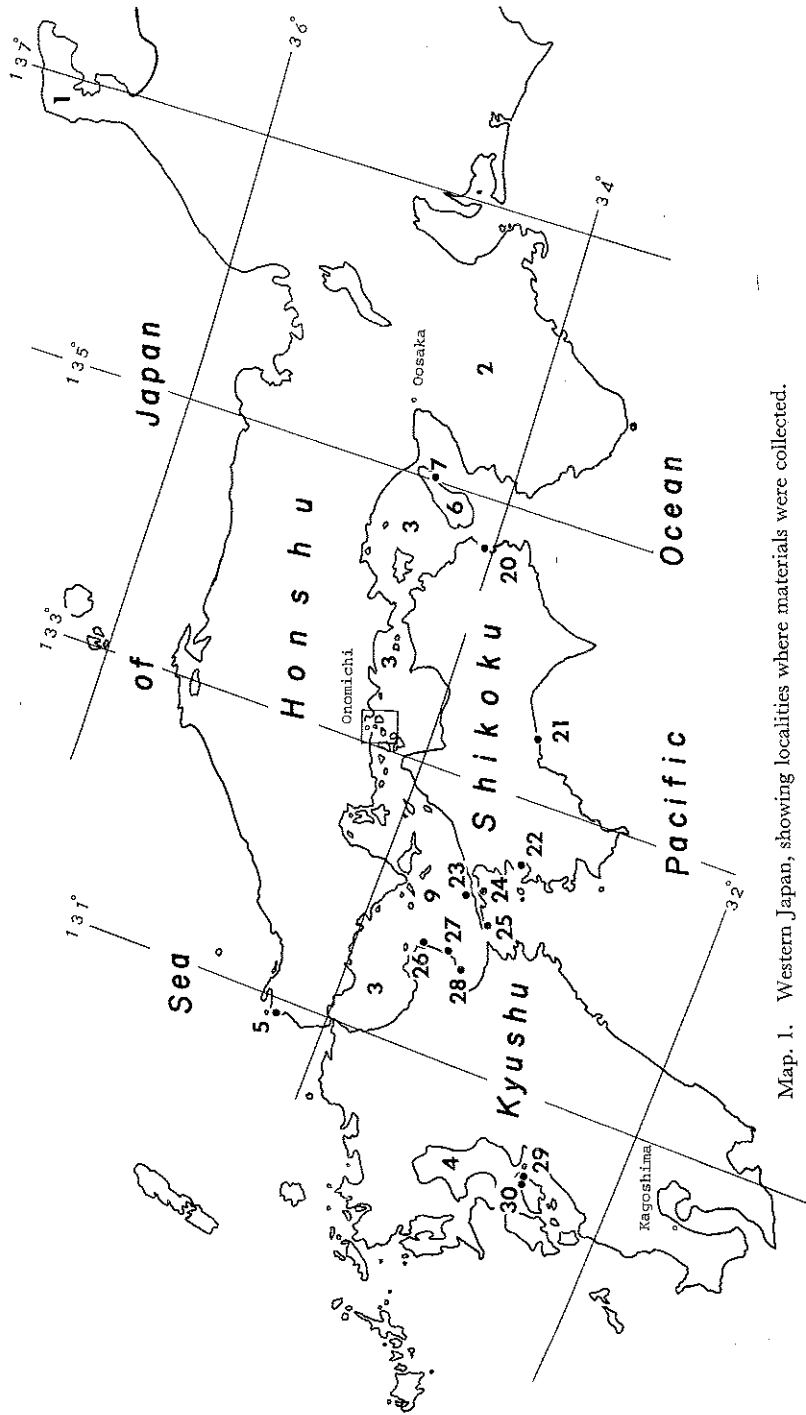 137°
1
36°
135°
Japan
133°
of
Honshu
Oosaka
2
34°
Onomichi
3
7
6
3
20
Ocean
131°
Sea
5
Shikoku
21
Pacific
9
23
24
22
25
26
27
28
3
32°
Kyushu
4
29
30
Kagoshima
Map. 1. Western Japan, showing localities where materials were collected.